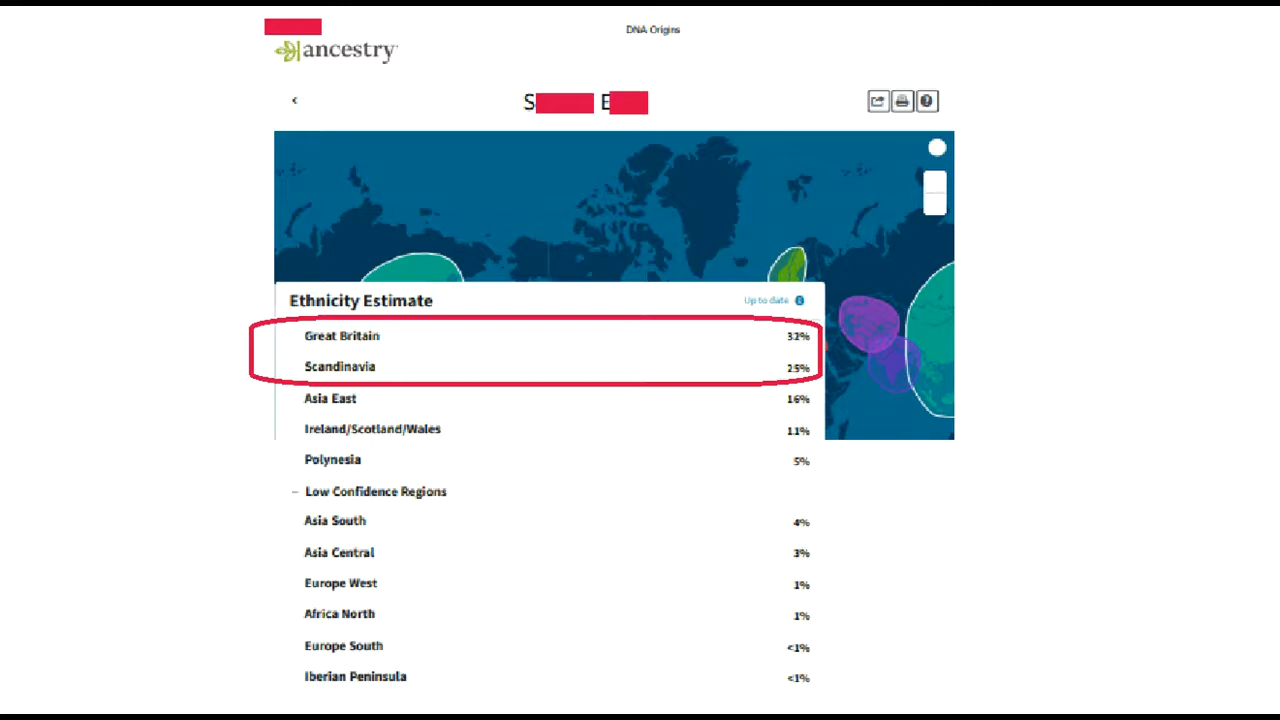 DNA Origins
ancestry
S E
Ethnicity Estimate Up to date
Great Britain 32%
Scandinavia 25%
Asia East 16%
Ireland/Scotland/Wales 11%
Polynesia 5%
– Low Confidence Regions
Asia South 4%
Asia Central 3%
Europe West 1%
Africa North 1%
Europe South <1%
Iberian Peninsula <1%